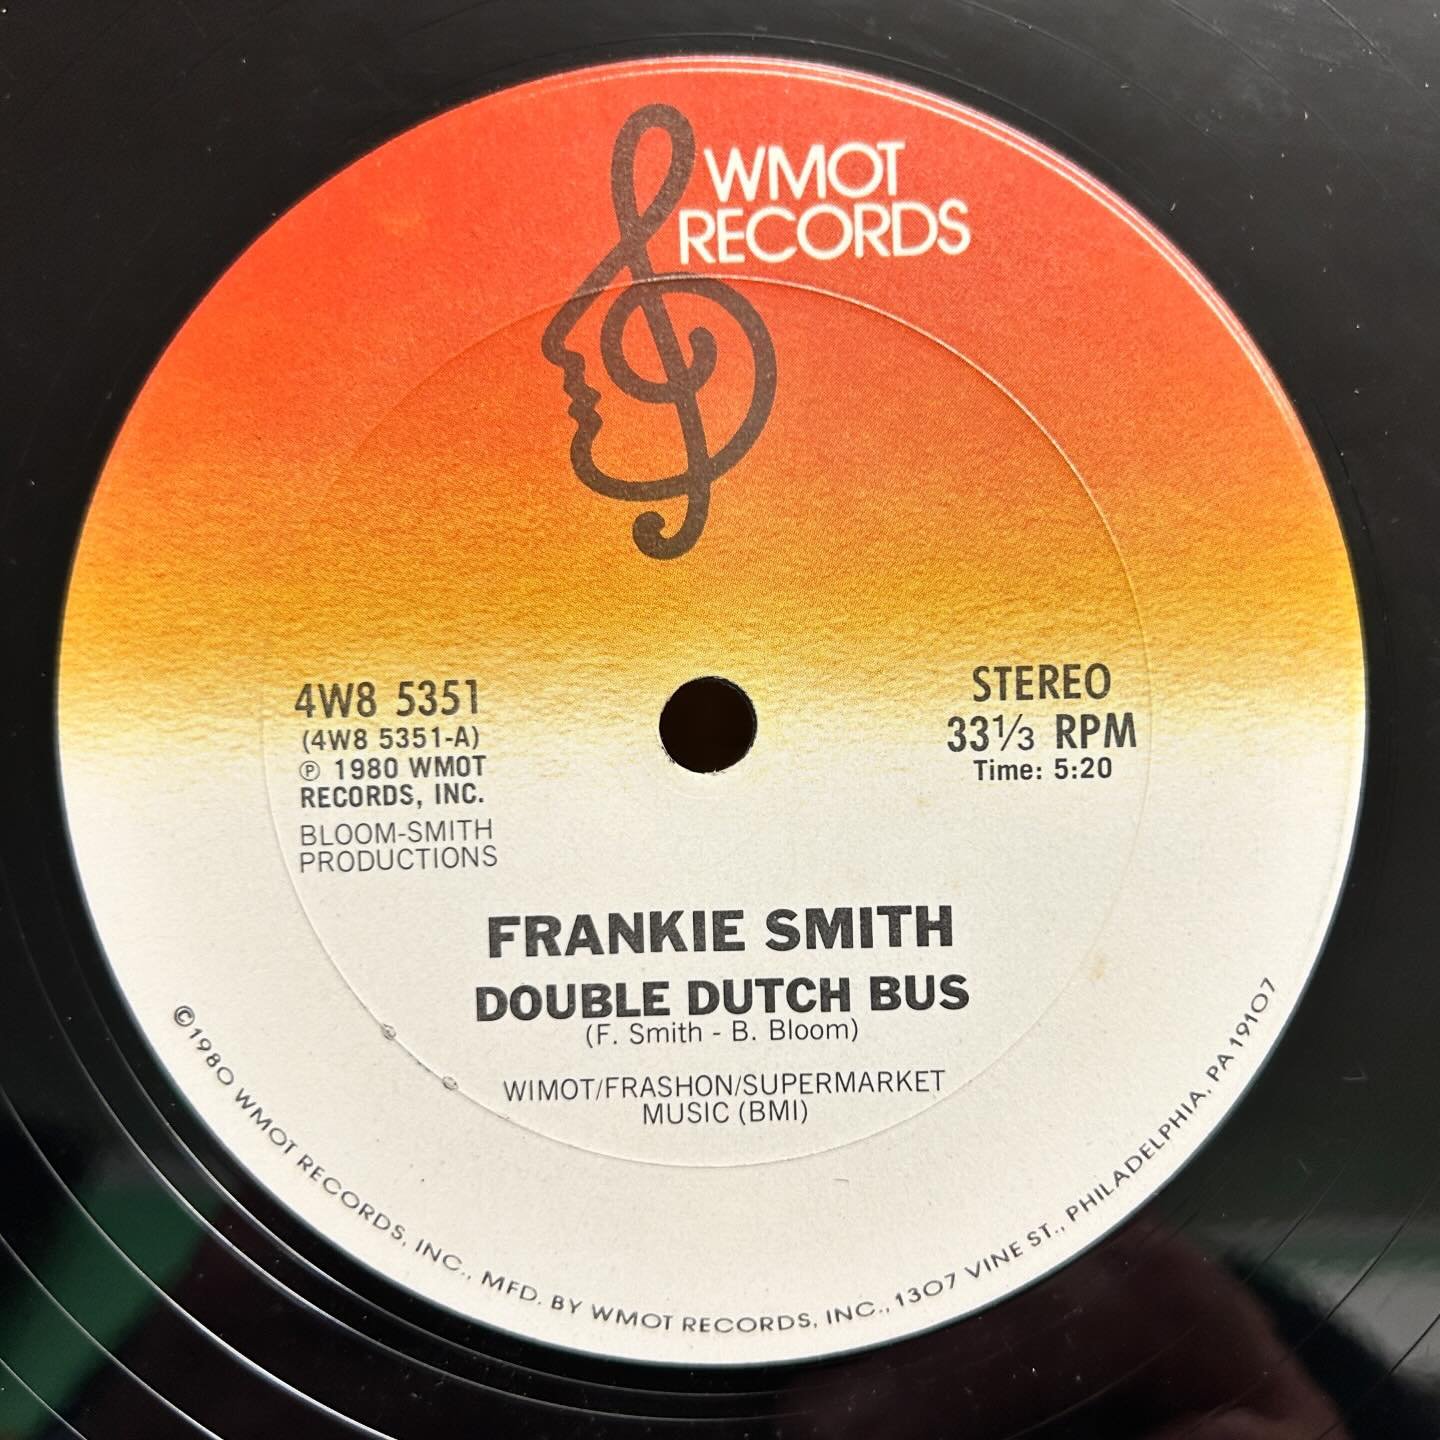 WMOT
RECORDS
4W8 5351
(4W8 5351-A)
℗ 1980 WMOT
RECORDS, INC.
BLOOM-SMITH
PRODUCTIONS
STEREO
33⅓ RPM
Time: 5:20
FRANKIE SMITH
DOUBLE DUTCH BUS
(F. Smith - B. Bloom)
WIMOT/FRASHON/SUPERMARKET
MUSIC (BMI)
©1980 WMOT RECORDS, INC., MFD. BY WMOT RECORDS, INC., 1307 VINE ST., PHILADELPHIA, PA 19107